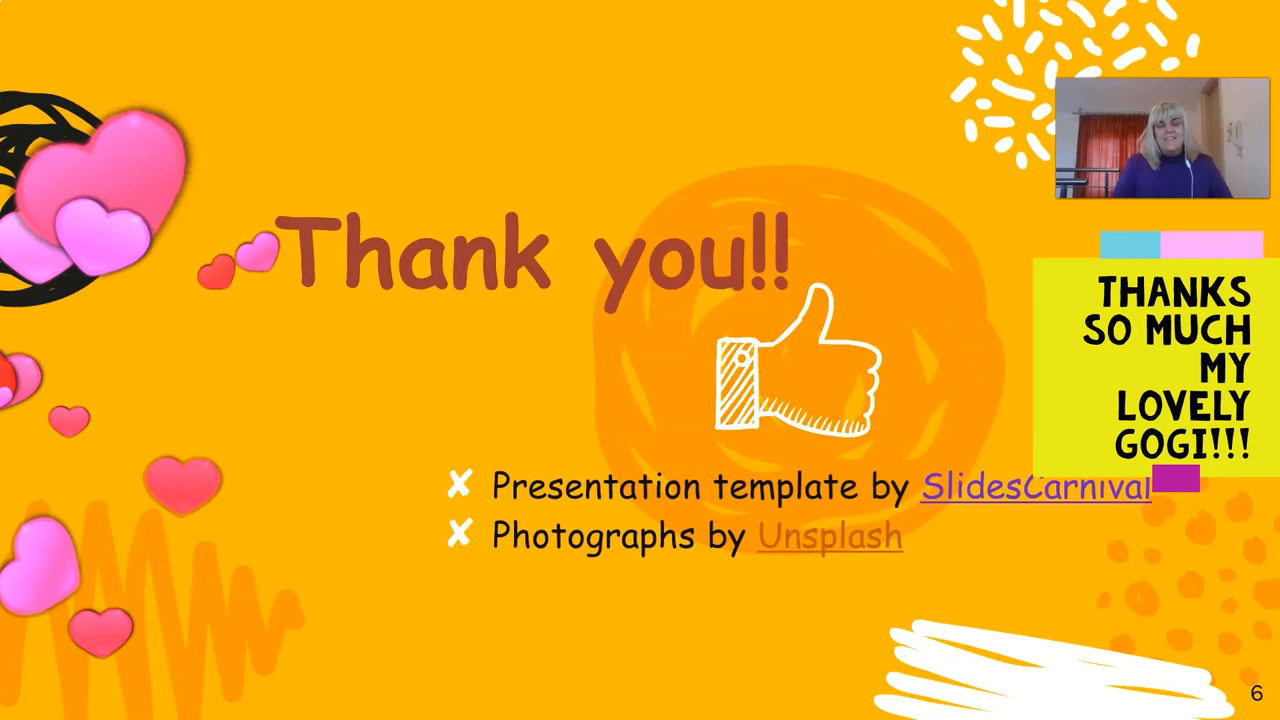 Thank you!!
THANKS
SO MUCH
MY
LOVELY
GOGI!!!
✘ Presentation template by SlidesCarnival
✘ Photographs by Unsplash
6